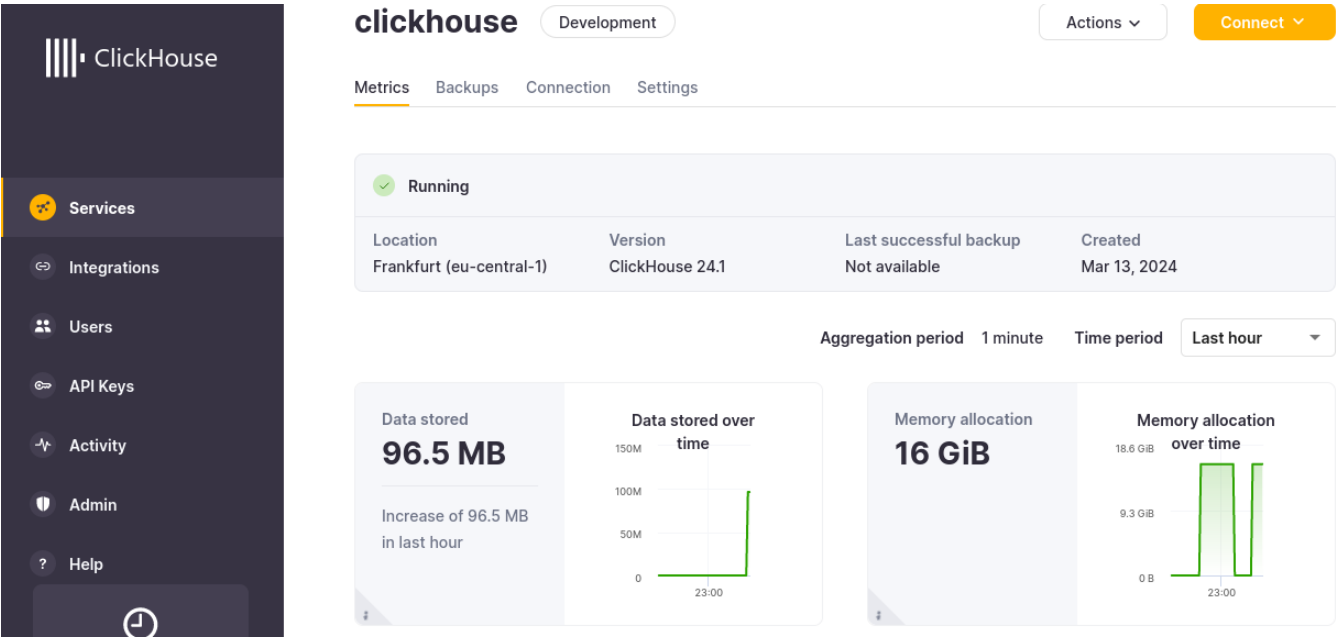 ClickHouse
Services
Integrations
Users
API Keys
Activity
Admin
? Help
clickhouse Development Actions Connect
Metrics Backups Connection Settings
Running
Location Version Last successful backup Created
Frankfurt (eu-central-1) ClickHouse 24.1 Not available Mar 13, 2024
Aggregation period 1 minute Time period Last hour
Data stored
96.5 MB
Increase of 96.5 MB
in last hour
Data stored over
time
150M
100M
50M
0
23:00
Memory allocation
16 GiB
Memory allocation
over time
18.6 GiB
9.3 GiB
0 B
23:00